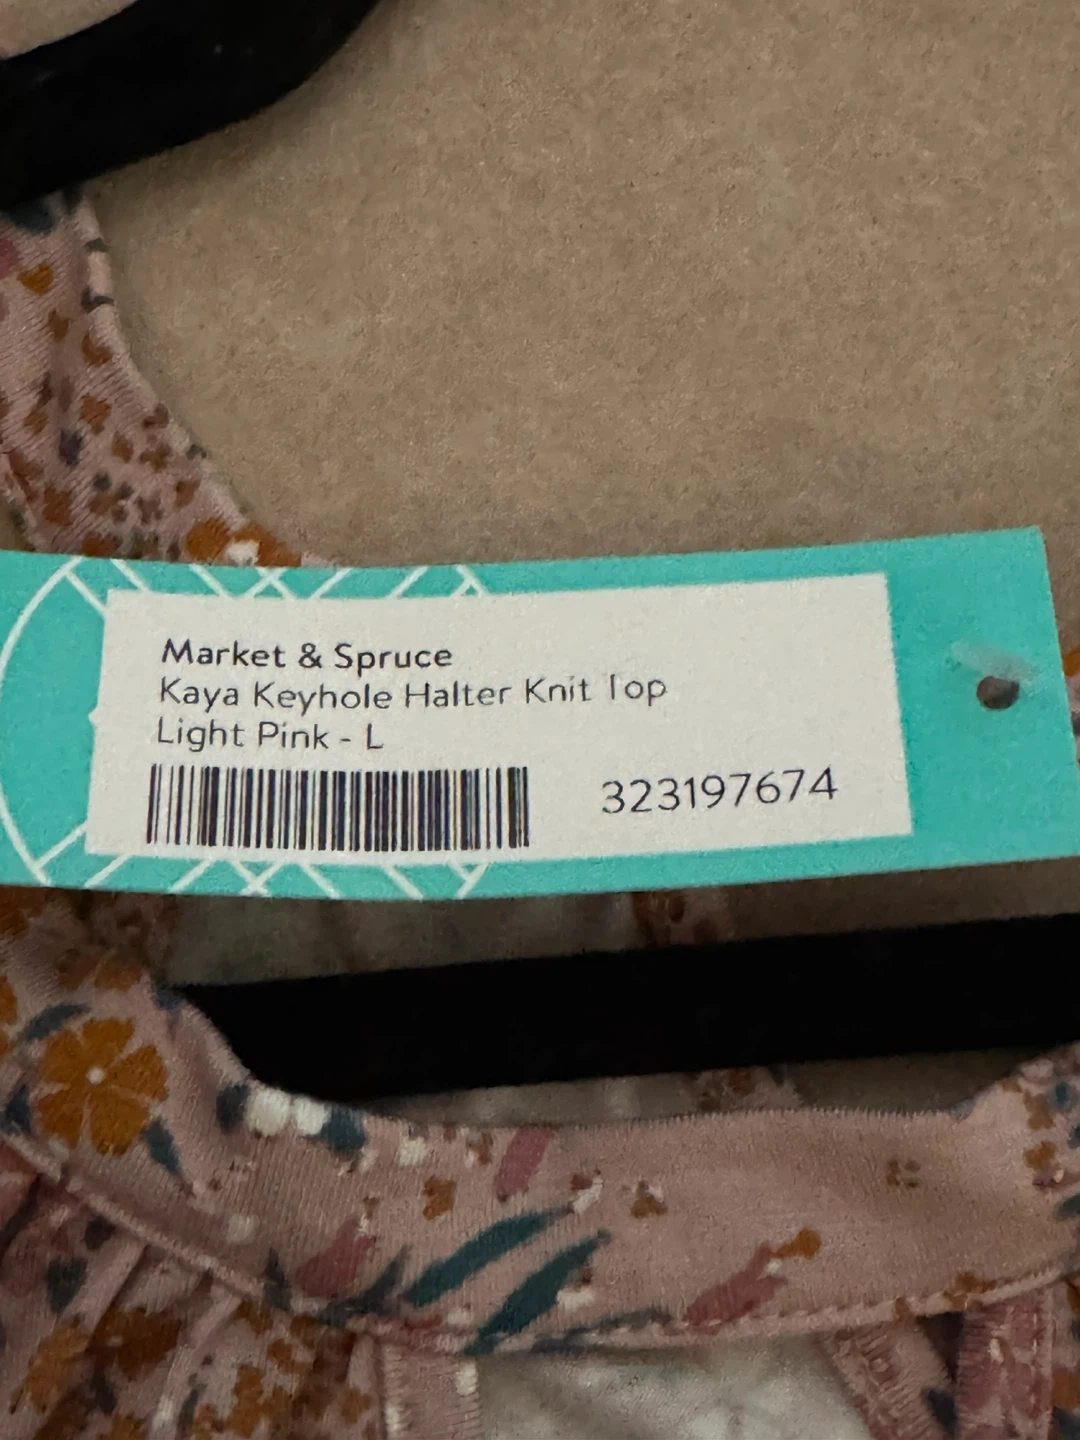 Market & Spruce
Kaya Keyhole Halter Knit Top
Light Pink - L
323197674